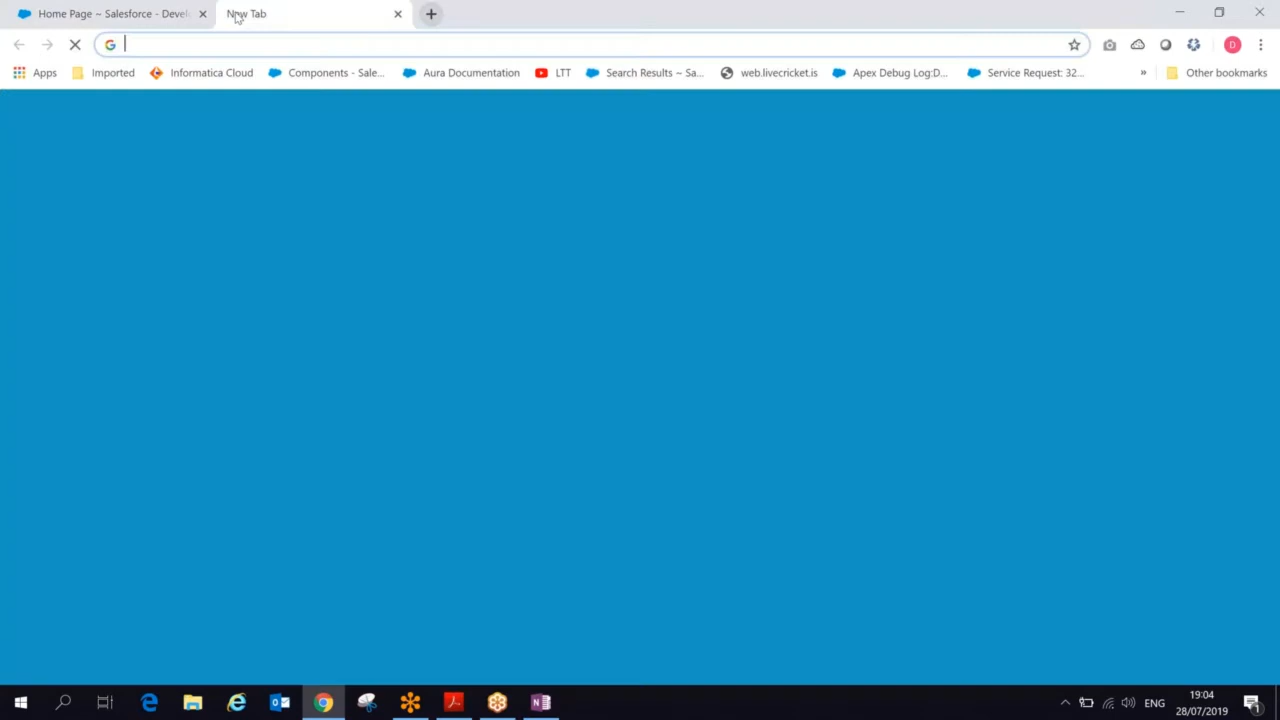 Home Page ~ Salesforce - Devel
New Tab
Apps
Imported
Informatica Cloud
Components - Sale...
Aura Documentation
LTT
Search Results ~ Sa...
web.livecricket.is
Apex Debug Log:D...
Service Request: 32...
»
Other bookmarks
D
ENG
19:04
28/07/2019
1